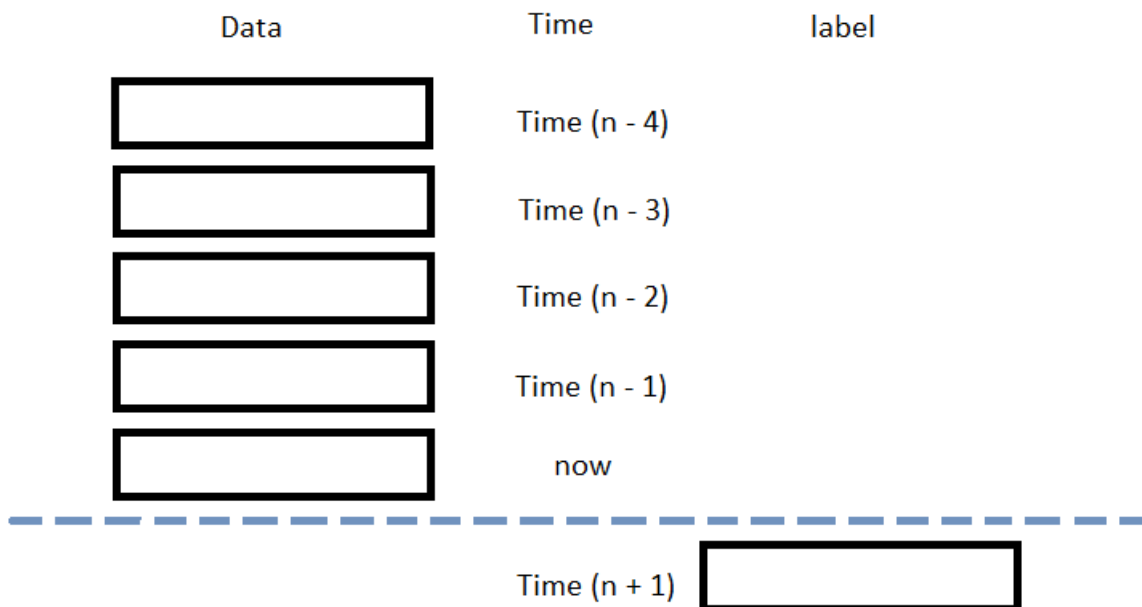 Data Time label
Time (n - 4)
Time (n - 3)
Time (n - 2)
Time (n - 1)
now
Time (n + 1)